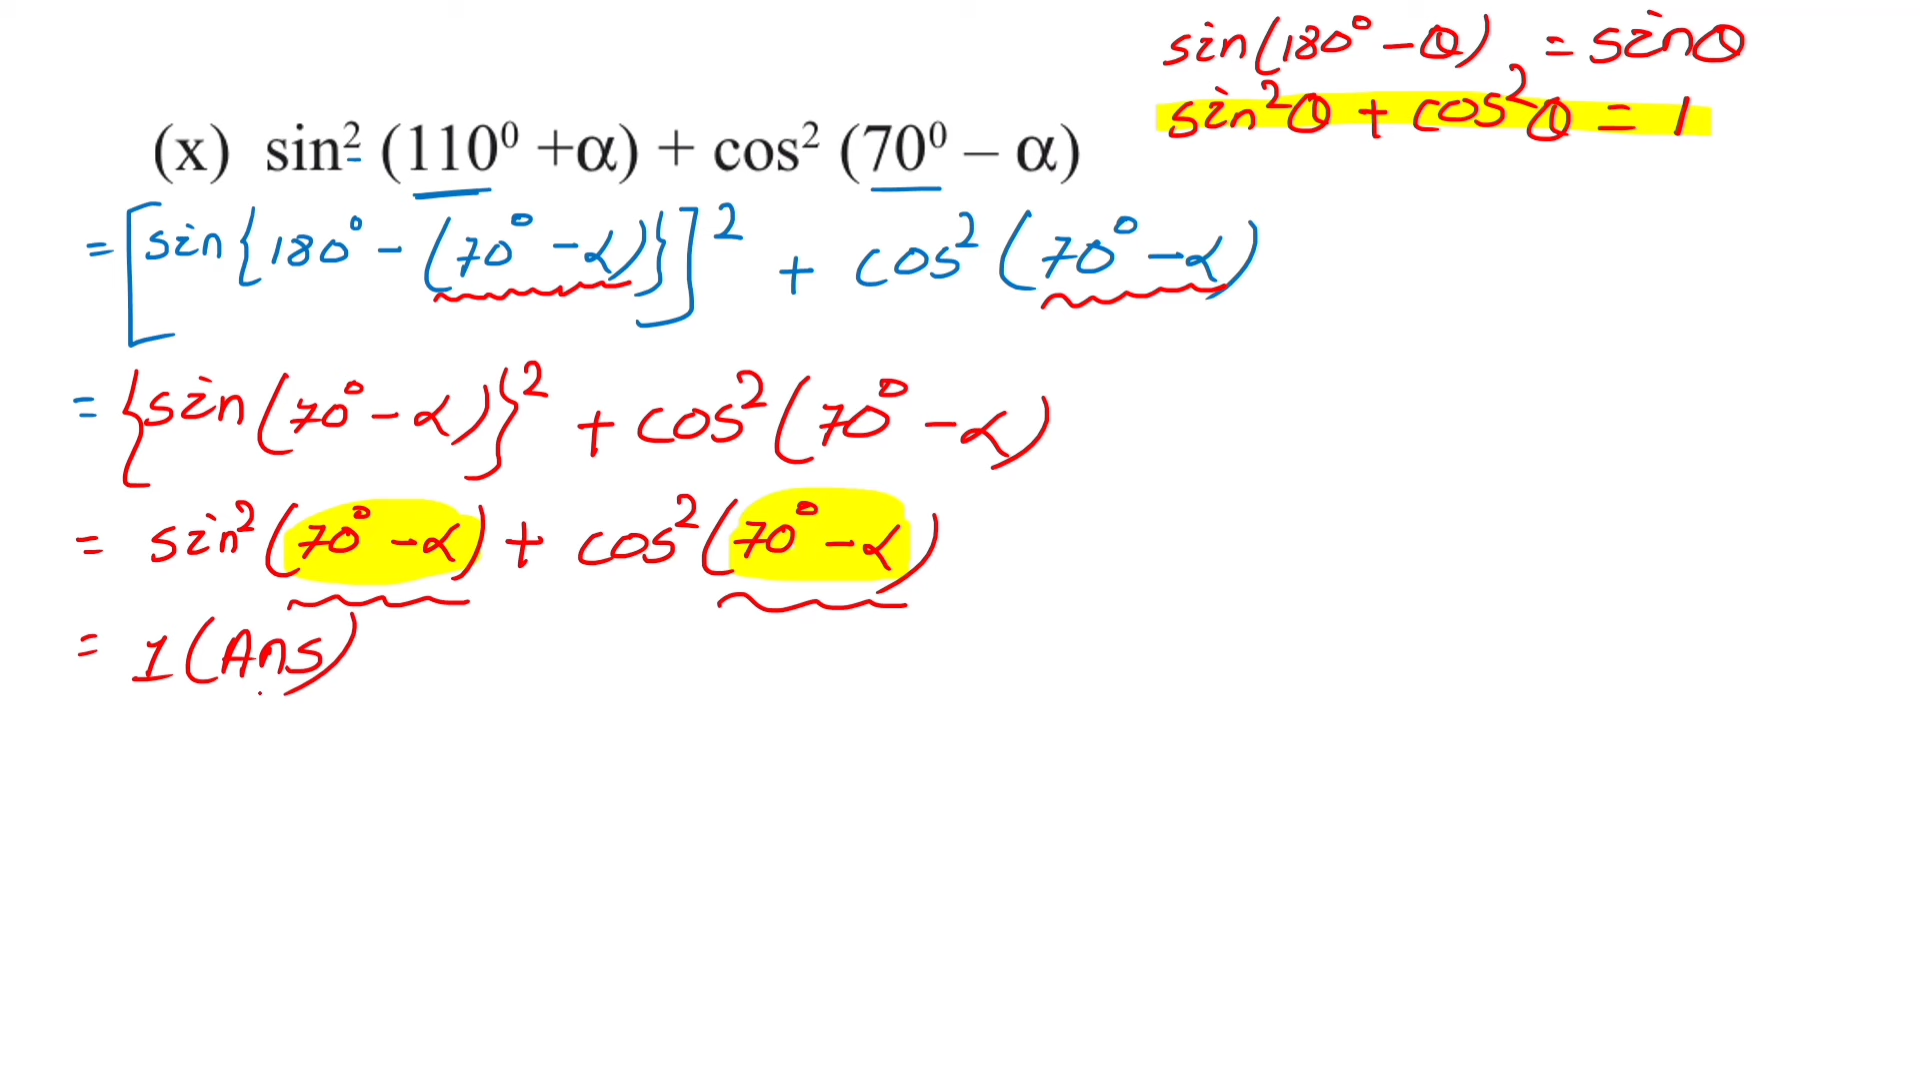 sin(180° - θ) = sinθ
sin²θ + cos²θ = 1
(x) sin² (110⁰ +α) + cos² (70⁰ – α)
= [sin{180° - (70° - α)}]² + cos² (70° - α)
= {sin(70° - α)}² + cos² (70° - α)
= sin² (70° - α) + cos² (70° - α)
= 1 (Ans)